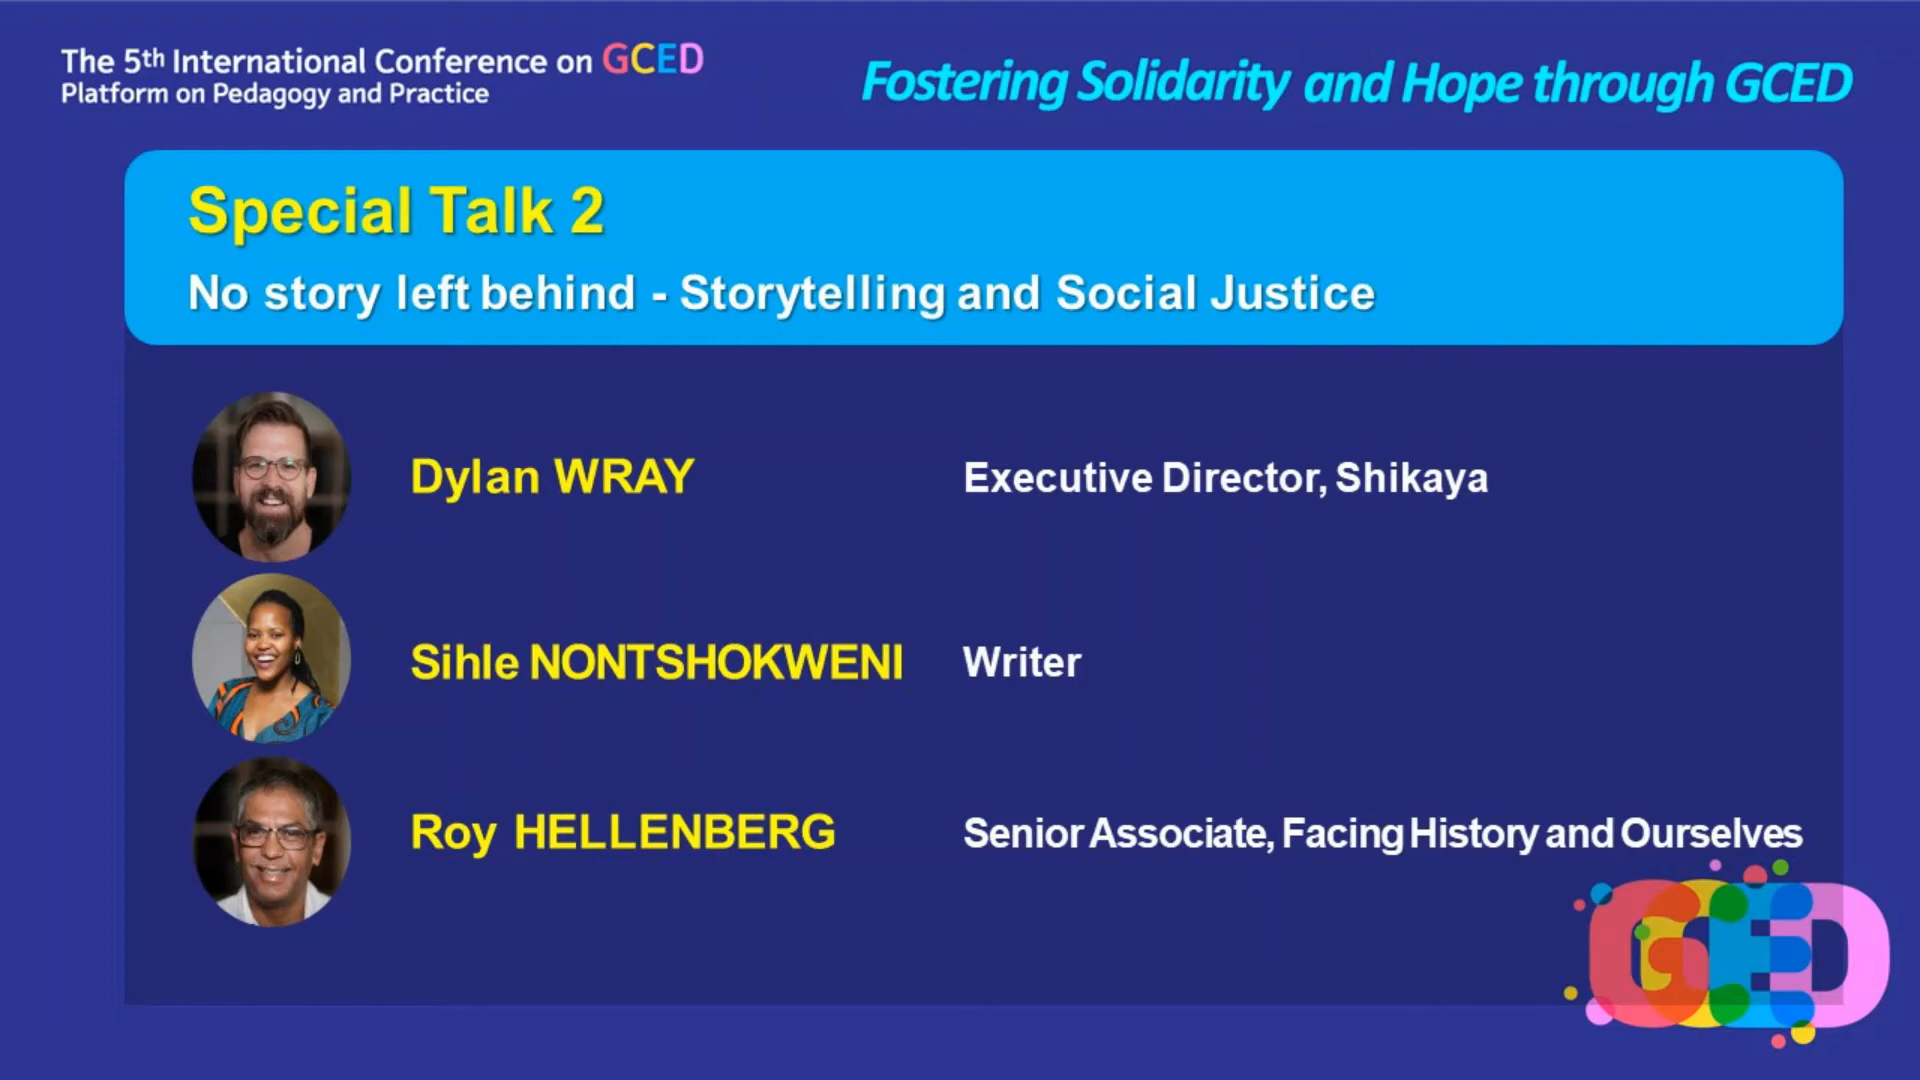 The 5th International Conference on GCED
Platform on Pedagogy and Practice
Fostering Solidarity and Hope through GCED
Special Talk 2
No story left behind - Storytelling and Social Justice
Dylan WRAY
Executive Director, Shikaya
Sihle NONTSHOKWENI
Writer
Roy HELLENBERG
Senior Associate, Facing History and Ourselves
GCED